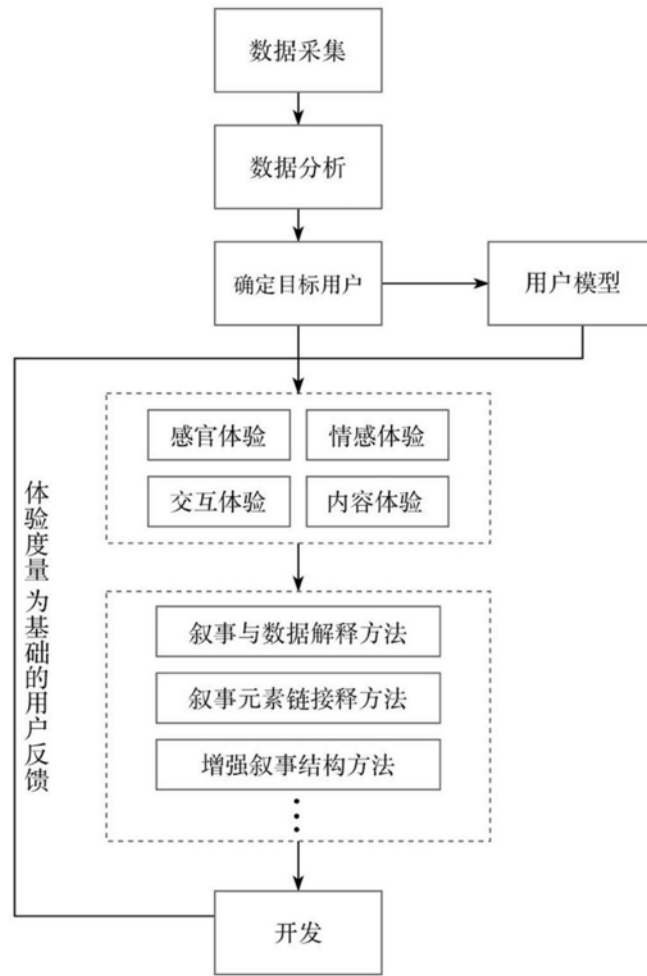 数据采集
数据分析
确定目标用户
用户模型
感官体验
情感体验
交互体验
内容体验
体验度量为基础的用户反馈
叙事与数据解释方法
叙事元素链接释方法
增强叙事结构方法
开发